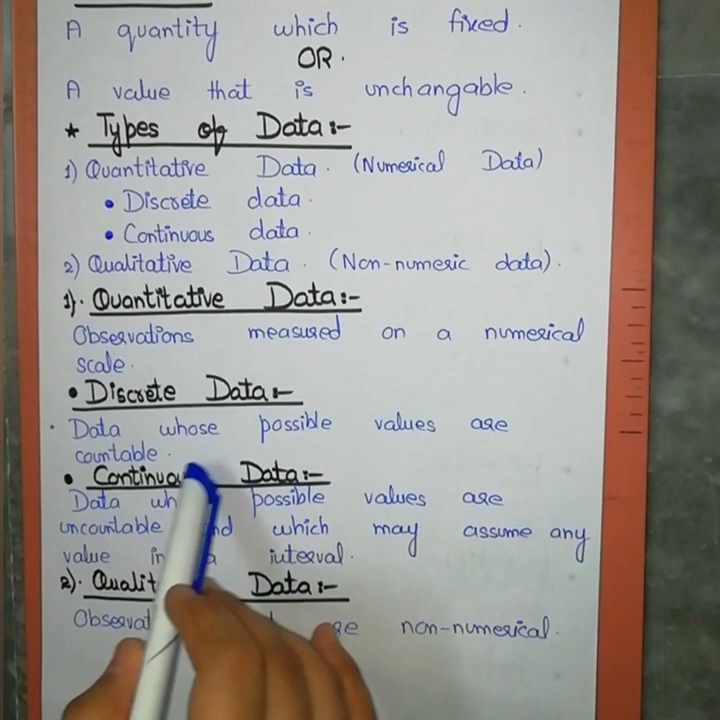 A quantity which is fixed.
OR.
A value that is unchangable.
* Types of Data:-
1) Quantitative Data. (Numerical Data)
• Discrete data.
• Continuous data.
2) Qualitative Data. (Non-numeric data).
1). Quantitative Data:-
Observations measured on a numerical
scale.
• Discrete Data:-
• Data whose possible values are
countable.
• Data:-
Data possible values are
uncountable which may assume any
value in a interval.
2). Data:-
non-numerical.